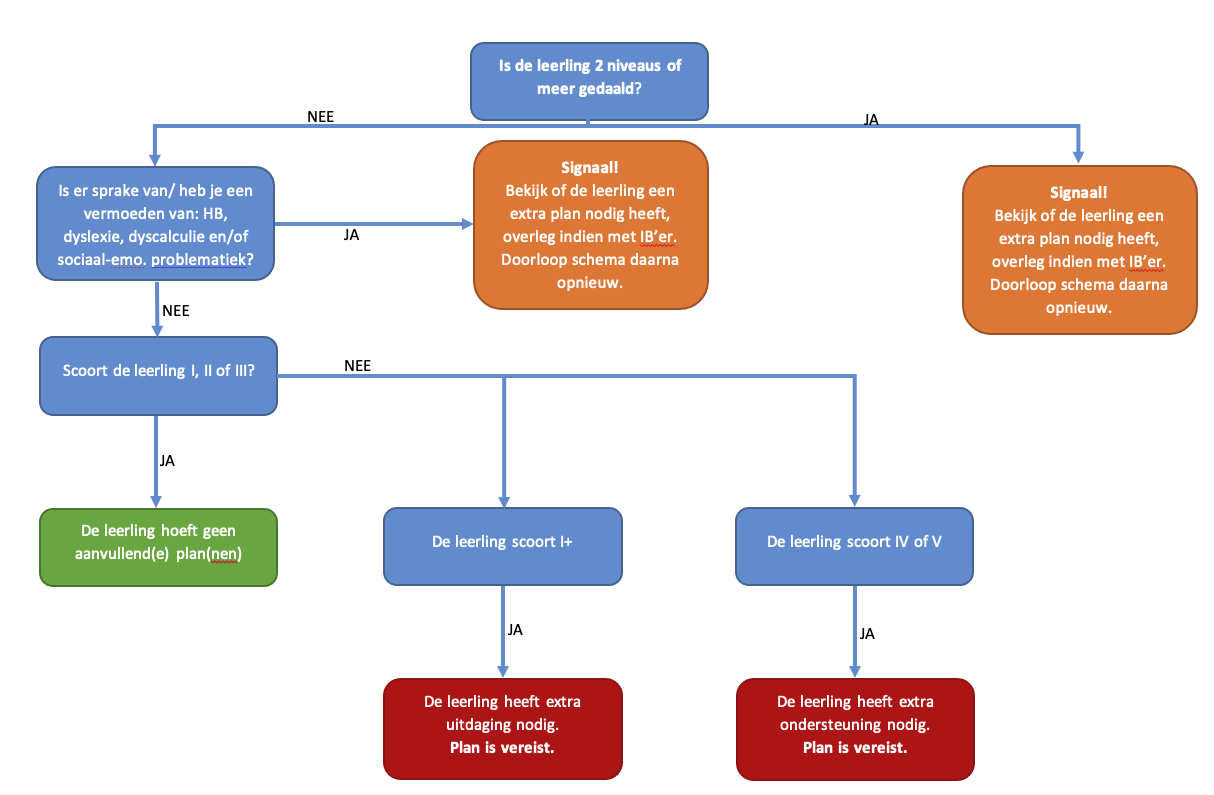 Is de leerling 2 niveaus of
meer gedaald?
NEE
JA
Is er sprake van/ heb je een
vermoeden van: HB,
dyslexie, dyscalculie en/of
sociaal-emo. problematiek?
JA
Signaal!
Bekijk of de leerling een
extra plan nodig heeft,
overleg indien met IB'er.
Doorloop schema daarna
opnieuw.
Signaal!
Bekijk of de leerling een
extra plan nodig heeft,
overleg indien met IB'er.
Doorloop schema daarna
opnieuw.
NEE
Scoort de leerling I, II of III?
NEE
JA
De leerling hoeft geen
aanvullend(e) plan(nen)
De leerling scoort I+
De leerling scoort IV of V
JA
JA
De leerling heeft extra
uitdaging nodig.
Plan is vereist.
De leerling heeft extra
ondersteuning nodig.
Plan is vereist.